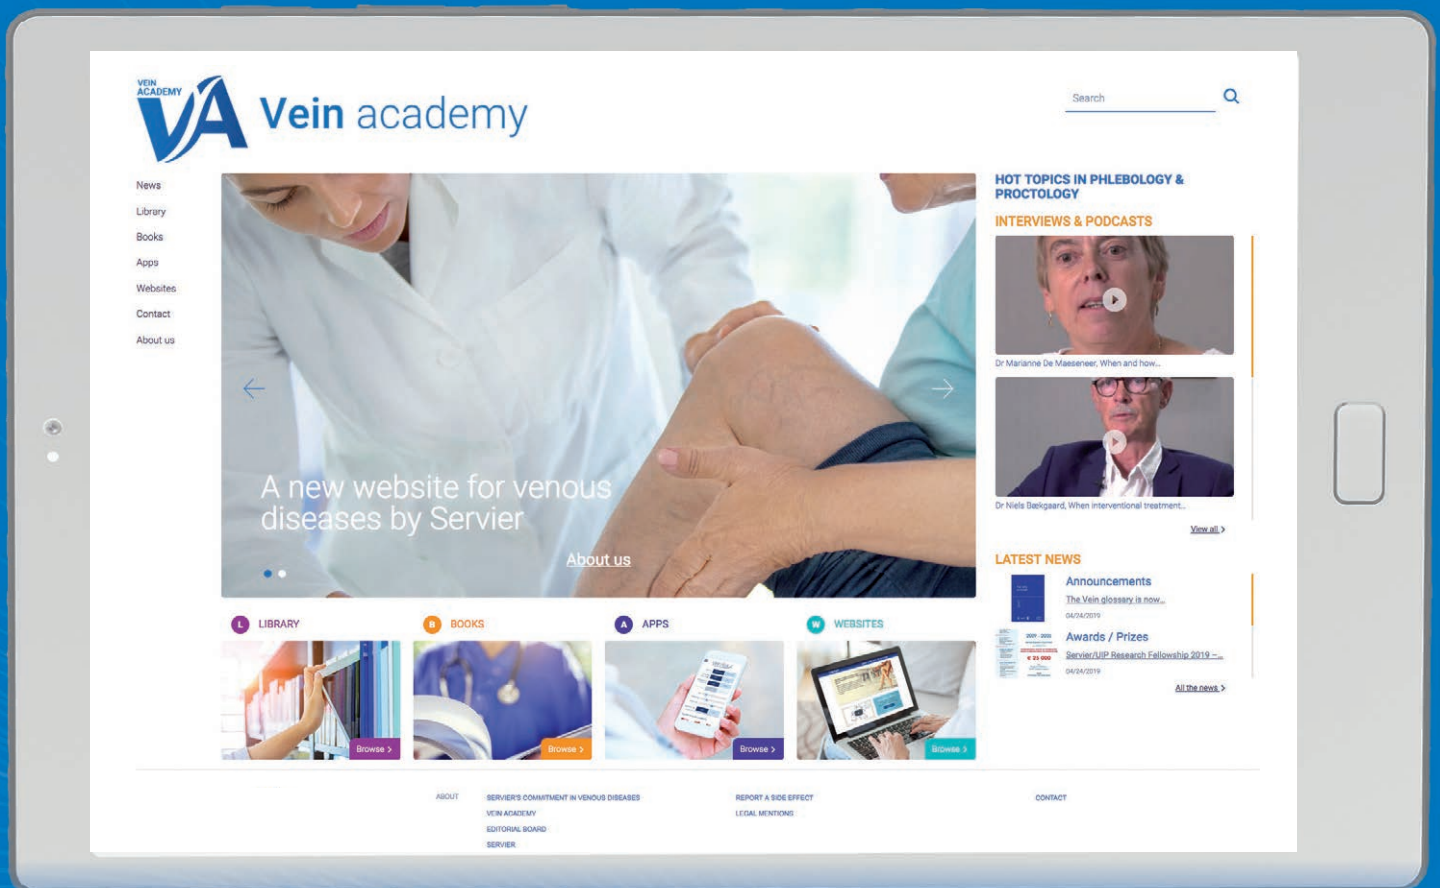 VEIN
ACADEMY
VA
Vein academy
Search
News
Library
Books
Apps
Websites
Contact
About us
A new website for venous
diseases by Servier
About us
HOT TOPICS IN PHLEBOLOGY &
PROCTOLOGY
INTERVIEWS & PODCASTS
Dr Marianne De Maeseneer, When and how...
Dr Niels Bækgaard, When interventional treatment...
View all >
LATEST NEWS
Announcements
The Vein glossary is now...
04/24/2019
2019 - 2020
€ 25 000
Awards / Prizes
Servier/UIP Research Fellowship 2019 –...
04/24/2019
All the news >
L LIBRARY
B BOOKS
A APPS
W WEBSITES
Browse >
Browse >
Browse >
Browse >
ABOUT
SERVIER'S COMMITMENT IN VENOUS DISEASES
VEIN ACADEMY
EDITORIAL BOARD
SERVIER
REPORT A SIDE EFFECT
LEGAL MENTIONS
CONTACT